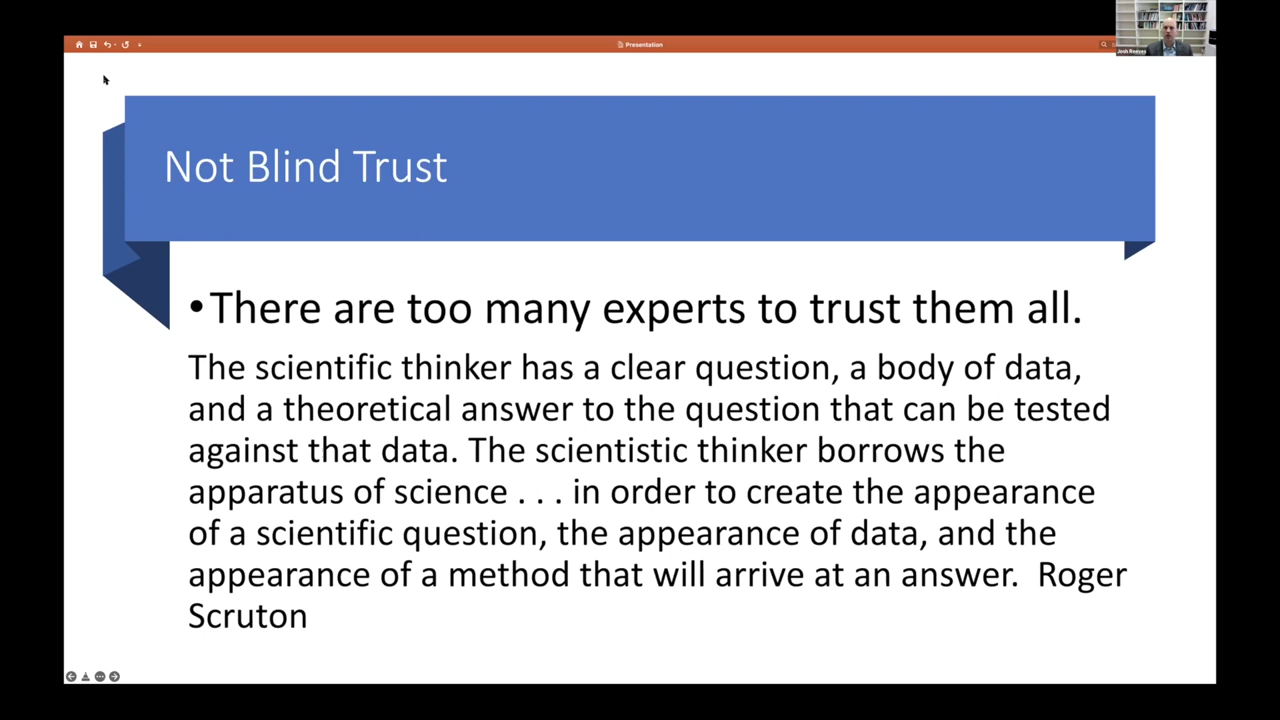 Presentation
Josh Reeves
Not Blind Trust
•There are too many experts to trust them all.
The scientific thinker has a clear question, a body of data,
and a theoretical answer to the question that can be tested
against that data. The scientistic thinker borrows the
apparatus of science . . . in order to create the appearance
of a scientific question, the appearance of data, and the
appearance of a method that will arrive at an answer.  Roger
Scruton